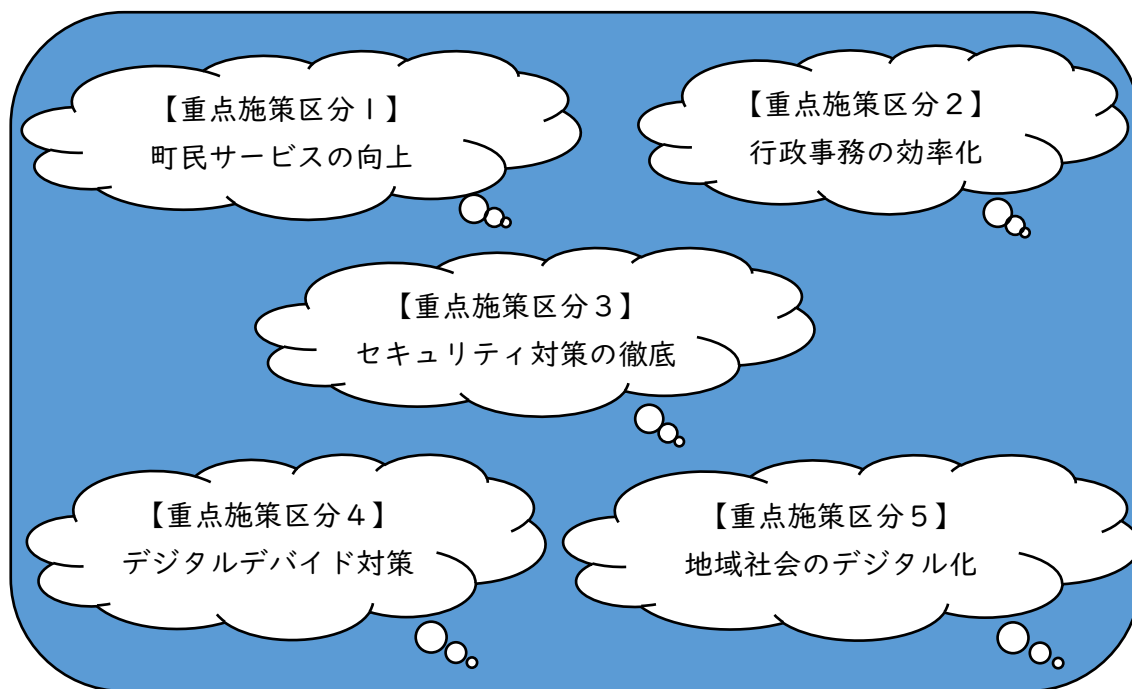 【重点施策区分1】
町民サービスの向上
【重点施策区分2】
行政事務の効率化
【重点施策区分3】
セキュリティ対策の徹底
【重点施策区分4】
デジタルデバイド対策
【重点施策区分5】
地域社会のデジタル化